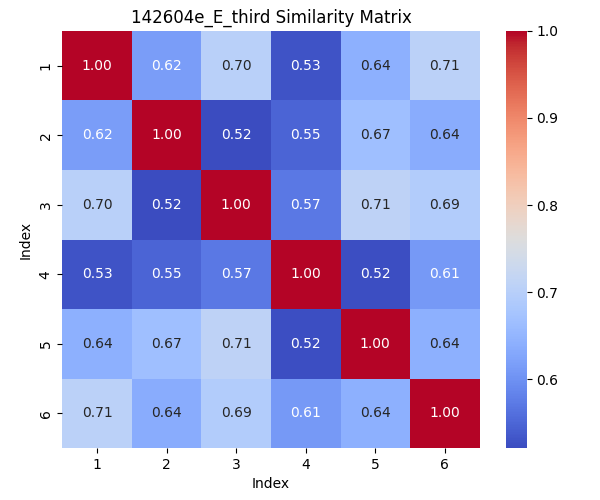 142604e_E_third Similarity Matrix
1 1.00 0.62 0.70 0.53 0.64 0.71
2 0.62 1.00 0.52 0.55 0.67 0.64
3 0.70 0.52 1.00 0.57 0.71 0.69
4 0.53 0.55 0.57 1.00 0.52 0.61
5 0.64 0.67 0.71 0.52 1.00 0.64
6 0.71 0.64 0.69 0.61 0.64 1.00
1 2 3 4 5 6
Index
Index
1.0
0.9
0.8
0.7
0.6